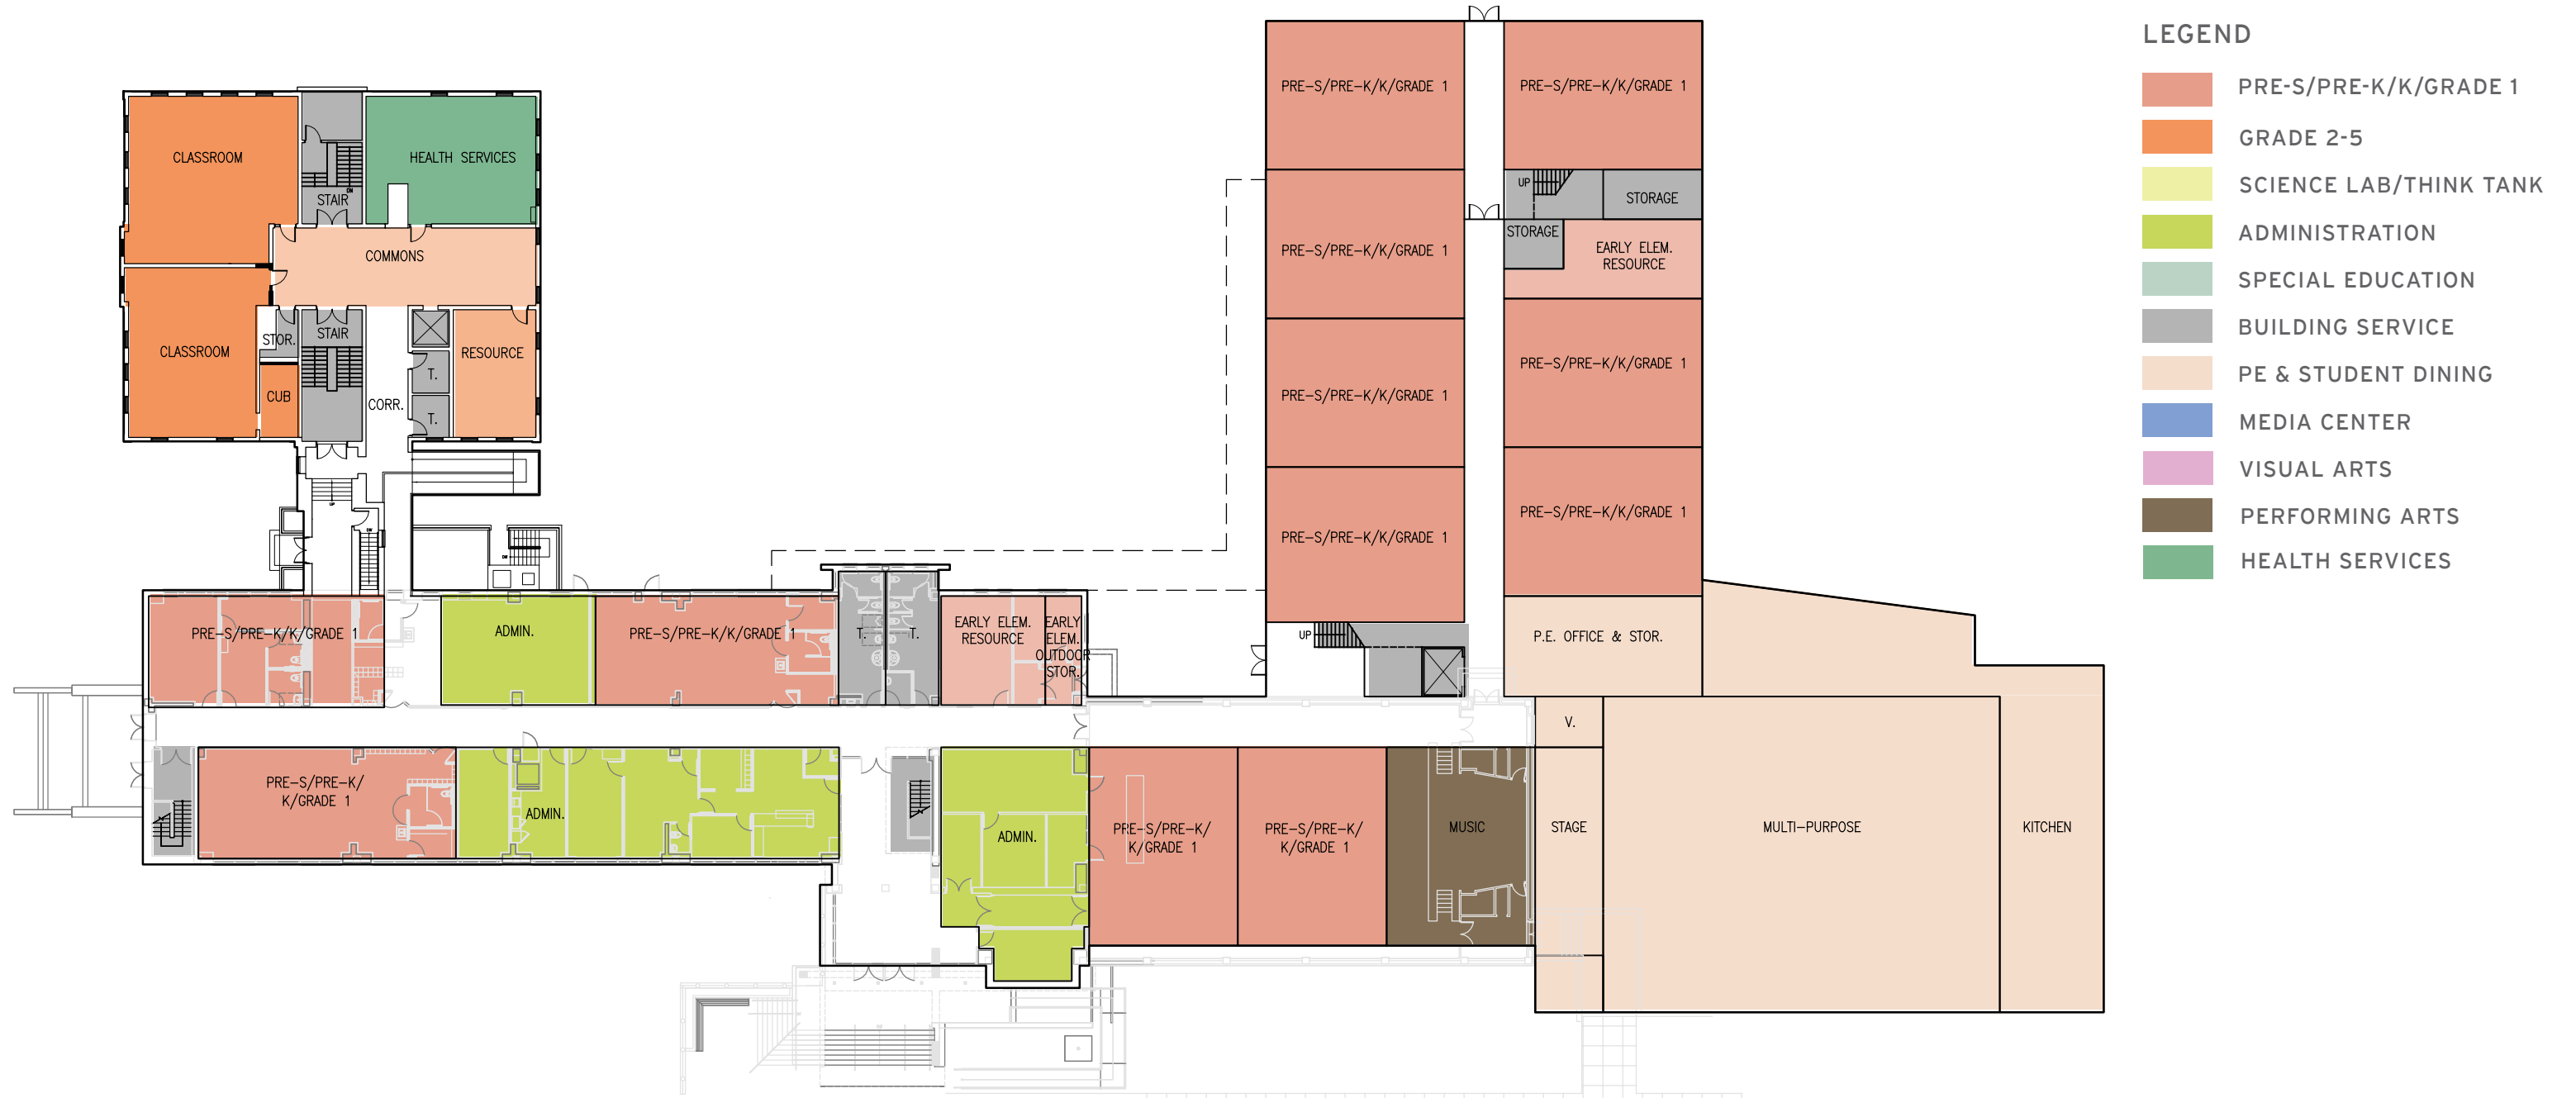 LEGEND
PRE-S/PRE-K/K/GRADE 1
GRADE 2-5
SCIENCE LAB/THINK TANK
ADMINISTRATION
SPECIAL EDUCATION
BUILDING SERVICE
PE & STUDENT DINING
MEDIA CENTER
VISUAL ARTS
PERFORMING ARTS
HEALTH SERVICES
CLASSROOM
STAIR
DN
HEALTH SERVICES
COMMONS
CLASSROOM
STOR.
STAIR
CUB
CORR.
T.
T.
RESOURCE
UP
DN
DN
PRE-S/PRE-K/K/GRADE 1
PRE-S/PRE-K/K/GRADE 1
UP
STORAGE
STORAGE
PRE-S/PRE-K/K/GRADE 1
EARLY ELEM.
RESOURCE
PRE-S/PRE-K/K/GRADE 1
PRE-S/PRE-K/K/GRADE 1
PRE-S/PRE-K/K/GRADE 1
PRE-S/PRE-K/K/GRADE 1
UP
P.E. OFFICE & STOR.
PRE-S/PRE-K/K/GRADE 1
ADMIN.
PRE-S/PRE-K/K/GRADE 1
T.
T.
EARLY ELEM.
RESOURCE
EARLY
ELEM.
OUTDOOR
STOR.
V.
PRE-S/PRE-K/
K/GRADE 1
ADMIN.
ADMIN.
PRE-S/PRE-K/
K/GRADE 1
PRE-S/PRE-K/
K/GRADE 1
MUSIC
STAGE
MULTI-PURPOSE
KITCHEN